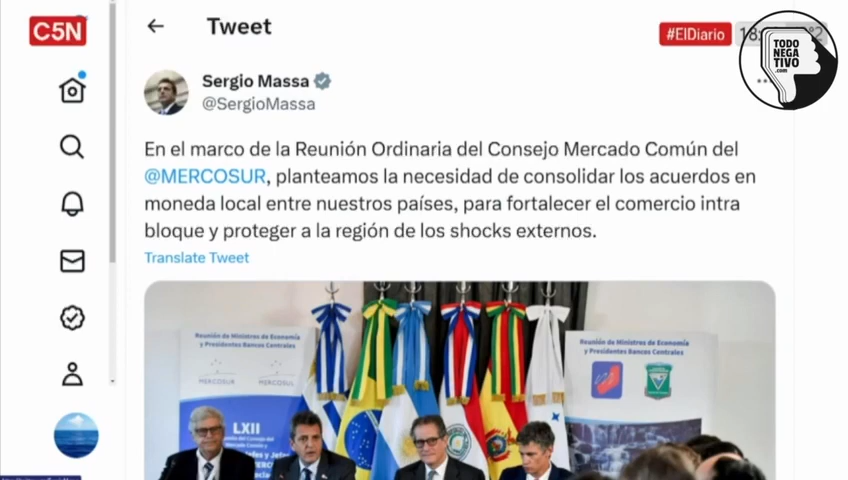 C5N
Tweet
#ElDiario
TODO
NEGA
TIVO
.com
Sergio Massa
@SergioMassa
En el marco de la Reunión Ordinaria del Consejo Mercado Común del
@MERCOSUR, planteamos la necesidad de consolidar los acuerdos en
moneda local entre nuestros países, para fortalecer el comercio intra
bloque y proteger a la región de los shocks externos.
Translate Tweet
Reunión de Ministros de Economía
y Presidentes Bancos Centrales
MERCOSUR
MERCOSUL
LXII
Reunión de Ministros de Economía
y Presidentes Bancos Centrales